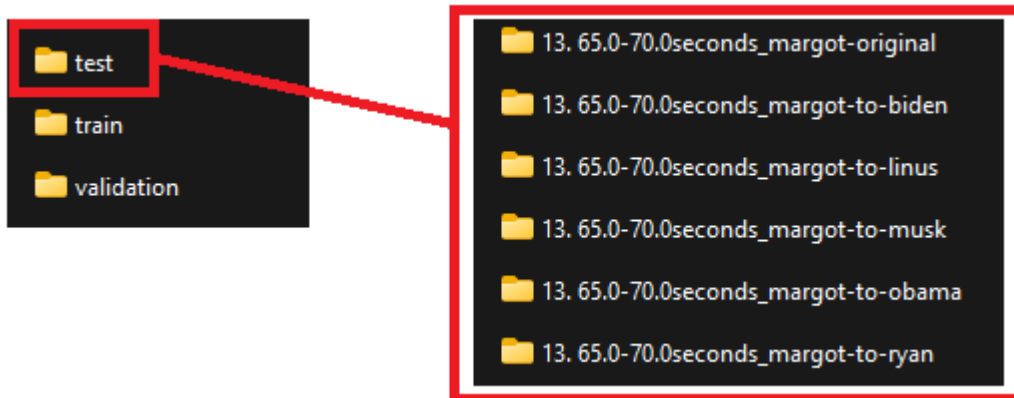 test
train
validation
13. 65.0-70.0seconds_margot-original
13. 65.0-70.0seconds_margot-to-biden
13. 65.0-70.0seconds_margot-to-linus
13. 65.0-70.0seconds_margot-to-musk
13. 65.0-70.0seconds_margot-to-obama
13. 65.0-70.0seconds_margot-to-ryan